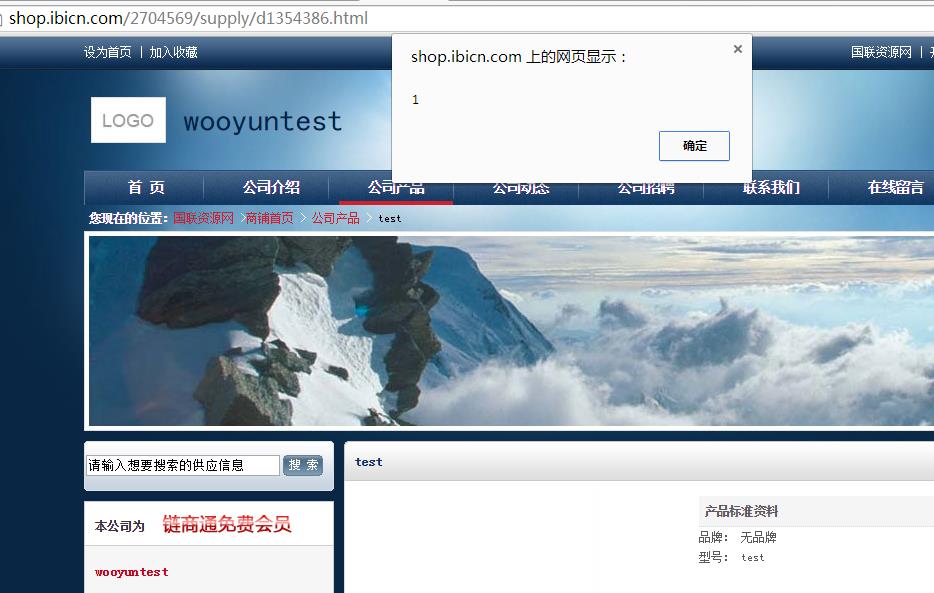 shop.ibicn.com/2704569/supply/d1354386.html
设为首页 | 加入收藏
国联资源网 |
shop.ibicn.com 上的网页显示：
×
1
确定
LOGO wooyuntest
首 页 公司介绍 公司产品 公司动态 公司招聘 联系我们 在线留言
您现在的位置：国联资源网 >商铺首页 > 公司产品 > test
请输入想要搜索的供应信息 搜 索
test
本公司为 链商通免费会员
wooyuntest
产品标准资料
品牌： 无品牌
型号： test